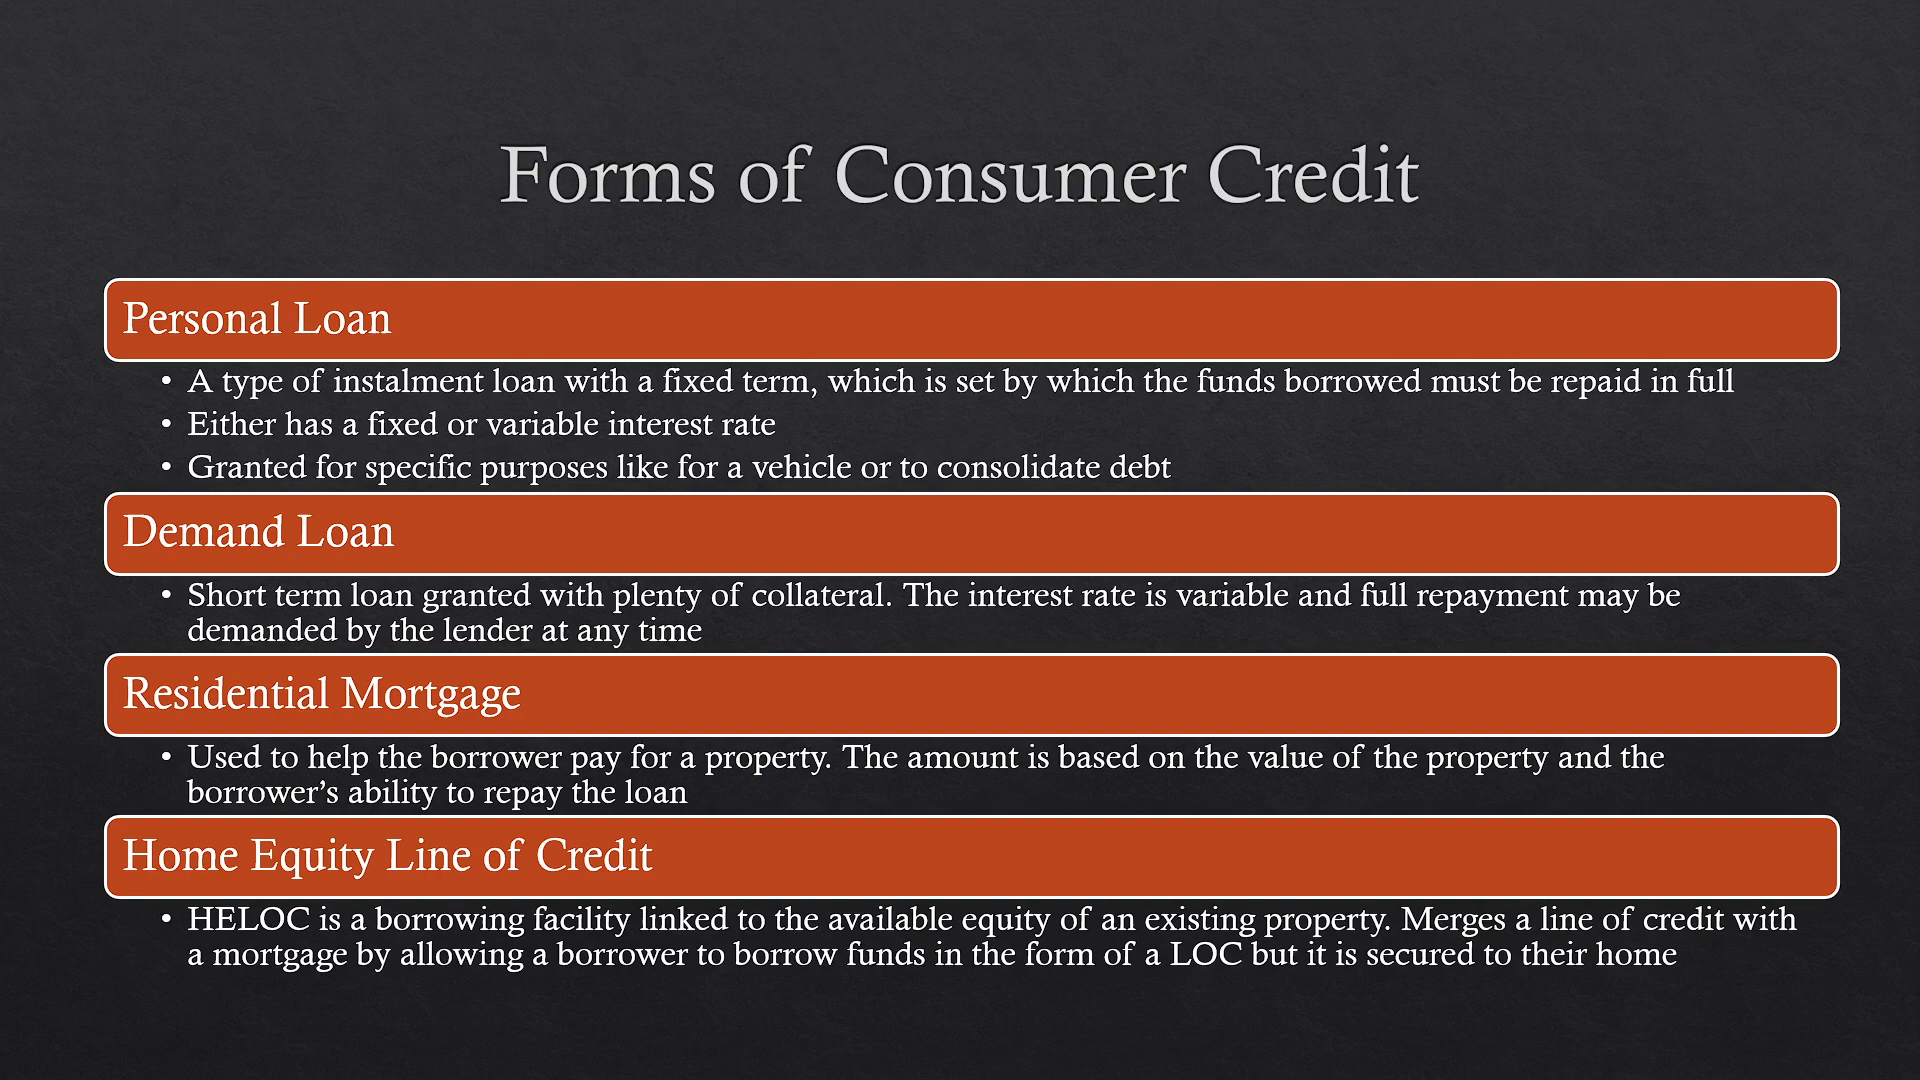 Forms of Consumer Credit
Personal Loan
• A type of instalment loan with a fixed term, which is set by which the funds borrowed must be repaid in full
• Either has a fixed or variable interest rate
• Granted for specific purposes like for a vehicle or to consolidate debt
Demand Loan
• Short term loan granted with plenty of collateral. The interest rate is variable and full repayment may be
demanded by the lender at any time
Residential Mortgage
• Used to help the borrower pay for a property. The amount is based on the value of the property and the
borrower’s ability to repay the loan
Home Equity Line of Credit
• HELOC is a borrowing facility linked to the available equity of an existing property. Merges a line of credit with
a mortgage by allowing a borrower to borrow funds in the form of a LOC but it is secured to their home